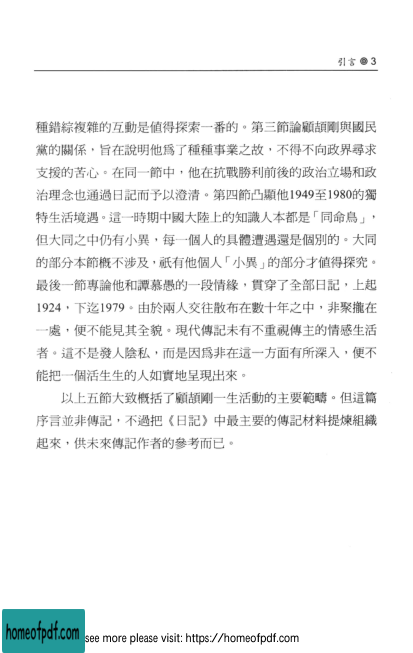 引言 ◉ 3
種錯綜複雜的互動是值得探索一番的。第三節論顧頡剛與國民
黨的關係，旨在說明他為了種種事業之故，不得不向政界尋求
支援的苦心。在同一節中，他在抗戰勝利前後的政治立場和政
治理念也通過日記而予以澄清。第四節凸顯他1949至1980的獨
特生活境遇。這一時期中國大陸上的知識人本都是「同命鳥」，
但大同之中仍有小異，每一個人的具體遭遇還是個別的。大同
的部分本節概不涉及，祇有他個人「小異」的部分才值得探究。
最後一節專論他和譚慕愚的一段情緣，貫穿了全部日記，上起
1924，下迄1979。由於兩人交往散布在數十年之中，非聚攏在
一處，便不能見其全貌。現代傳記未有不重視傳主的情感生活
者。這不是發人陰私，而是因為非在這一方面有所深入，便不
能把一個活生生的人如實地呈現出來。
以上五節大致概括了顧頡剛一生活動的主要範疇。但這篇
序言並非傳記，不過把《日記》中最主要的傳記材料提煉組織
起來，供未來傳記作者的參考而已。
homeofpdf.com
see more please visit: https://homeofpdf.com